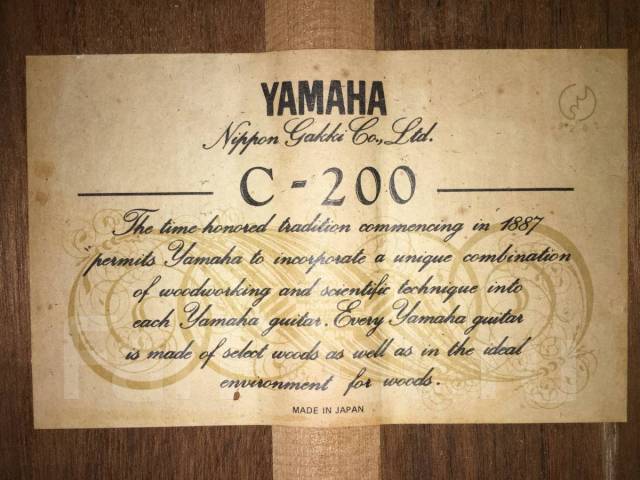 YAMAHA
Nippon Gakki Co., Ltd.
C - 200
The time-honored tradition commencing in 1887
permits Yamaha to incorporate a unique combination
of woodworking and scientific technique into
each Yamaha guitar. Every Yamaha guitar
is made of select woods as well as in the ideal
environment for woods.
MADE IN JAPAN